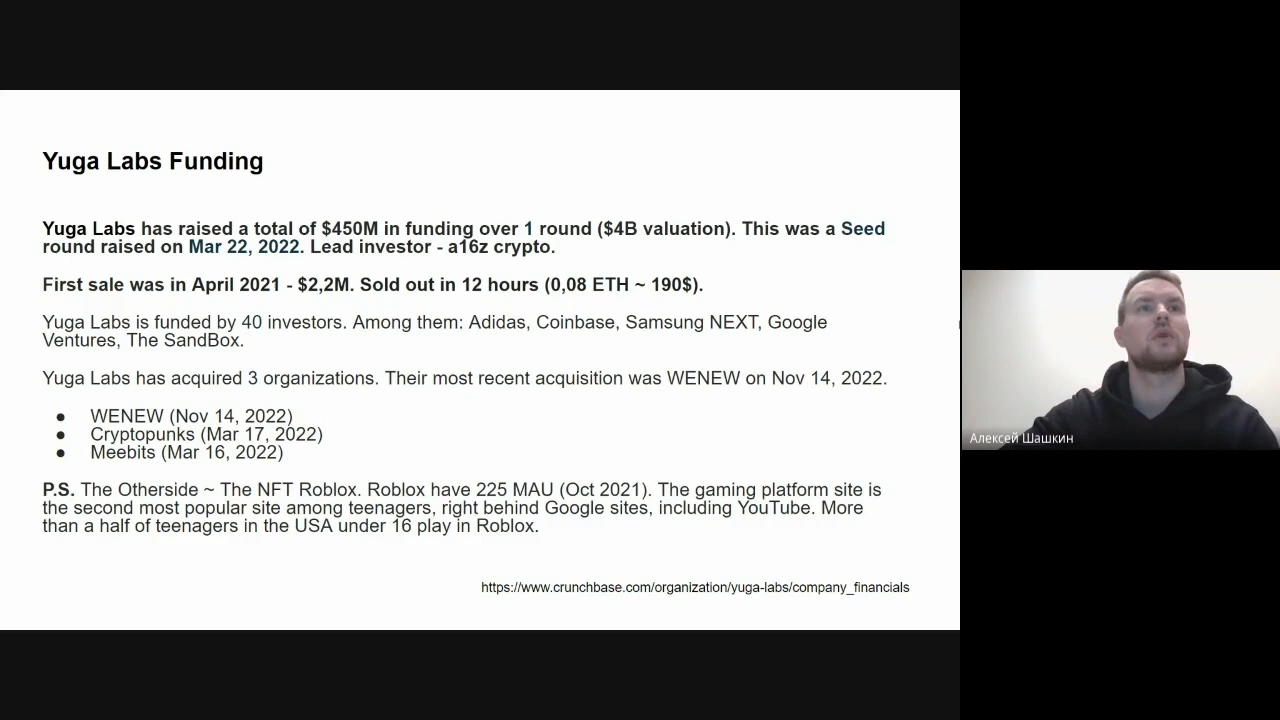 Yuga Labs Funding
Yuga Labs has raised a total of $450M in funding over 1 round ($4B valuation). This was a Seed
round raised on Mar 22, 2022. Lead investor - a16z crypto.
First sale was in April 2021 - $2,2M. Sold out in 12 hours (0,08 ETH ~ 190$).
Yuga Labs is funded by 40 investors. Among them: Adidas, Coinbase, Samsung NEXT, Google
Ventures, The SandBox.
Yuga Labs has acquired 3 organizations. Their most recent acquisition was WENEW on Nov 14, 2022.
● WENEW (Nov 14, 2022)
● Cryptopunks (Mar 17, 2022)
● Meebits (Mar 16, 2022)
P.S. The Otherside ~ The NFT Roblox. Roblox have 225 MAU (Oct 2021). The gaming platform site is
the second most popular site among teenagers, right behind Google sites, including YouTube. More
than a half of teenagers in the USA under 16 play in Roblox.
https://www.crunchbase.com/organization/yuga-labs/company_financials
Алексей Шашкин